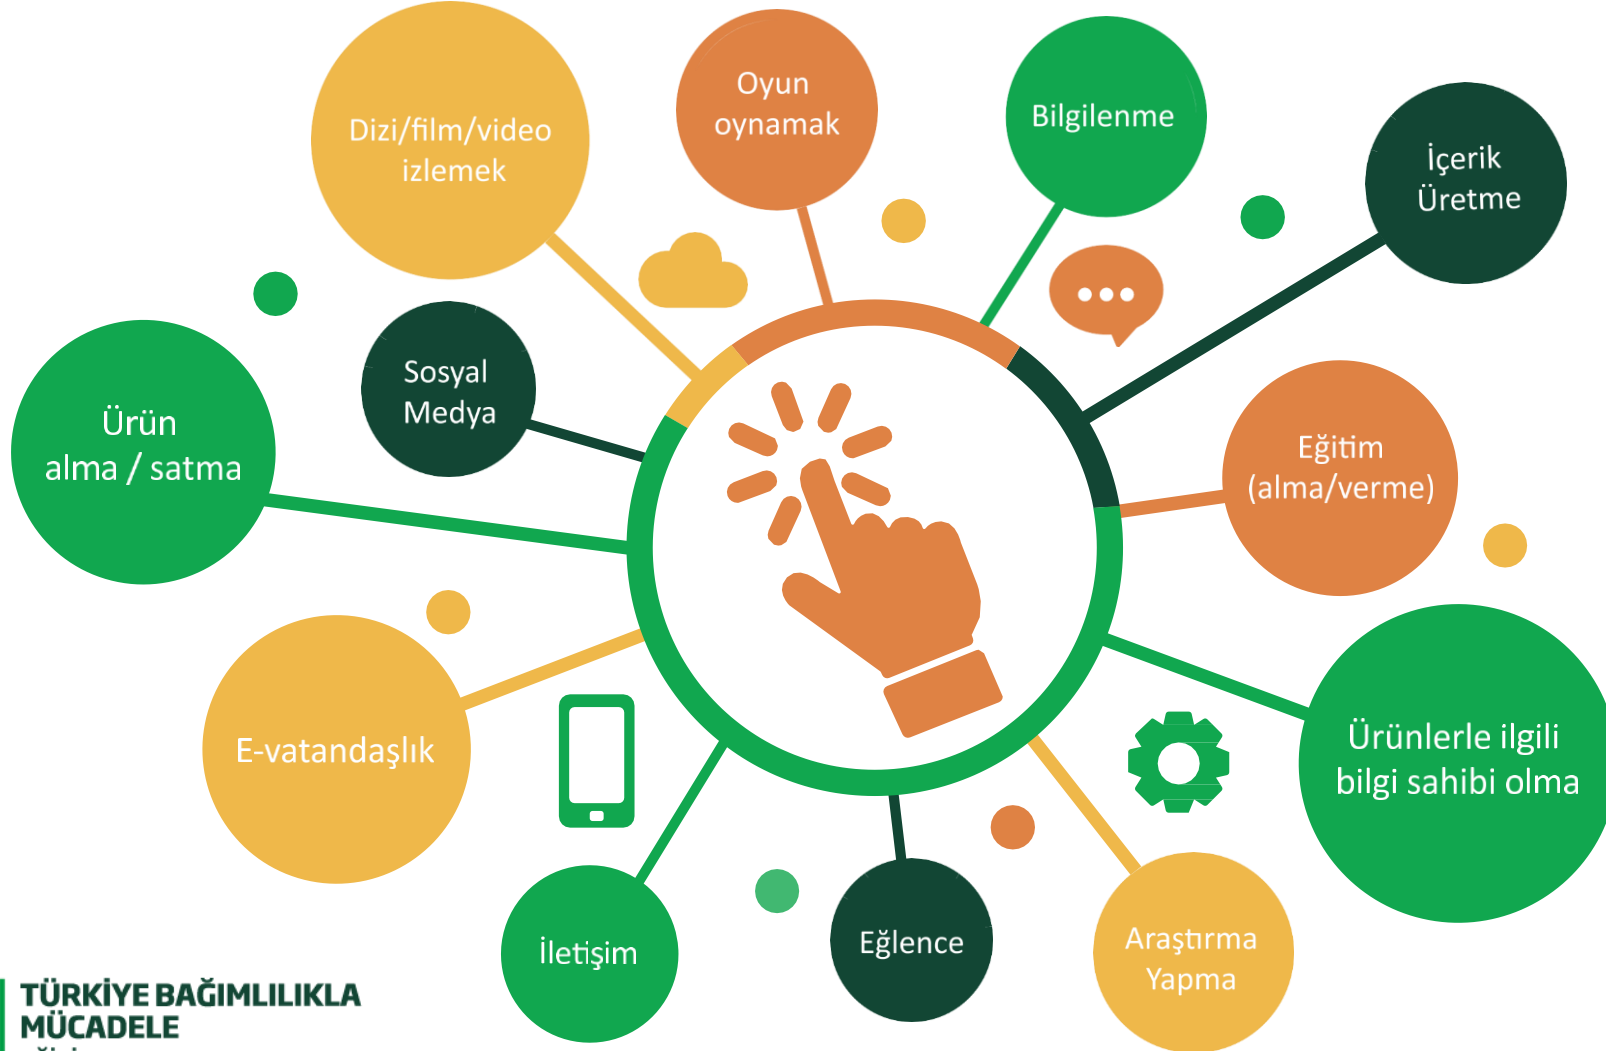 Dizi/film/video
izlemek
Oyun
oynamak
Bilgilenme
İçerik
Üretme
Sosyal
Medya
Ürün
alma / satma
Eğitim
(alma/verme)
E-vatandaşlık
Ürünlerle ilgili
bilgi sahibi olma
İletişim
Eğlence
Araştırma
Yapma
TÜRKİYE BAĞIMLILIKLA
MÜCADELE